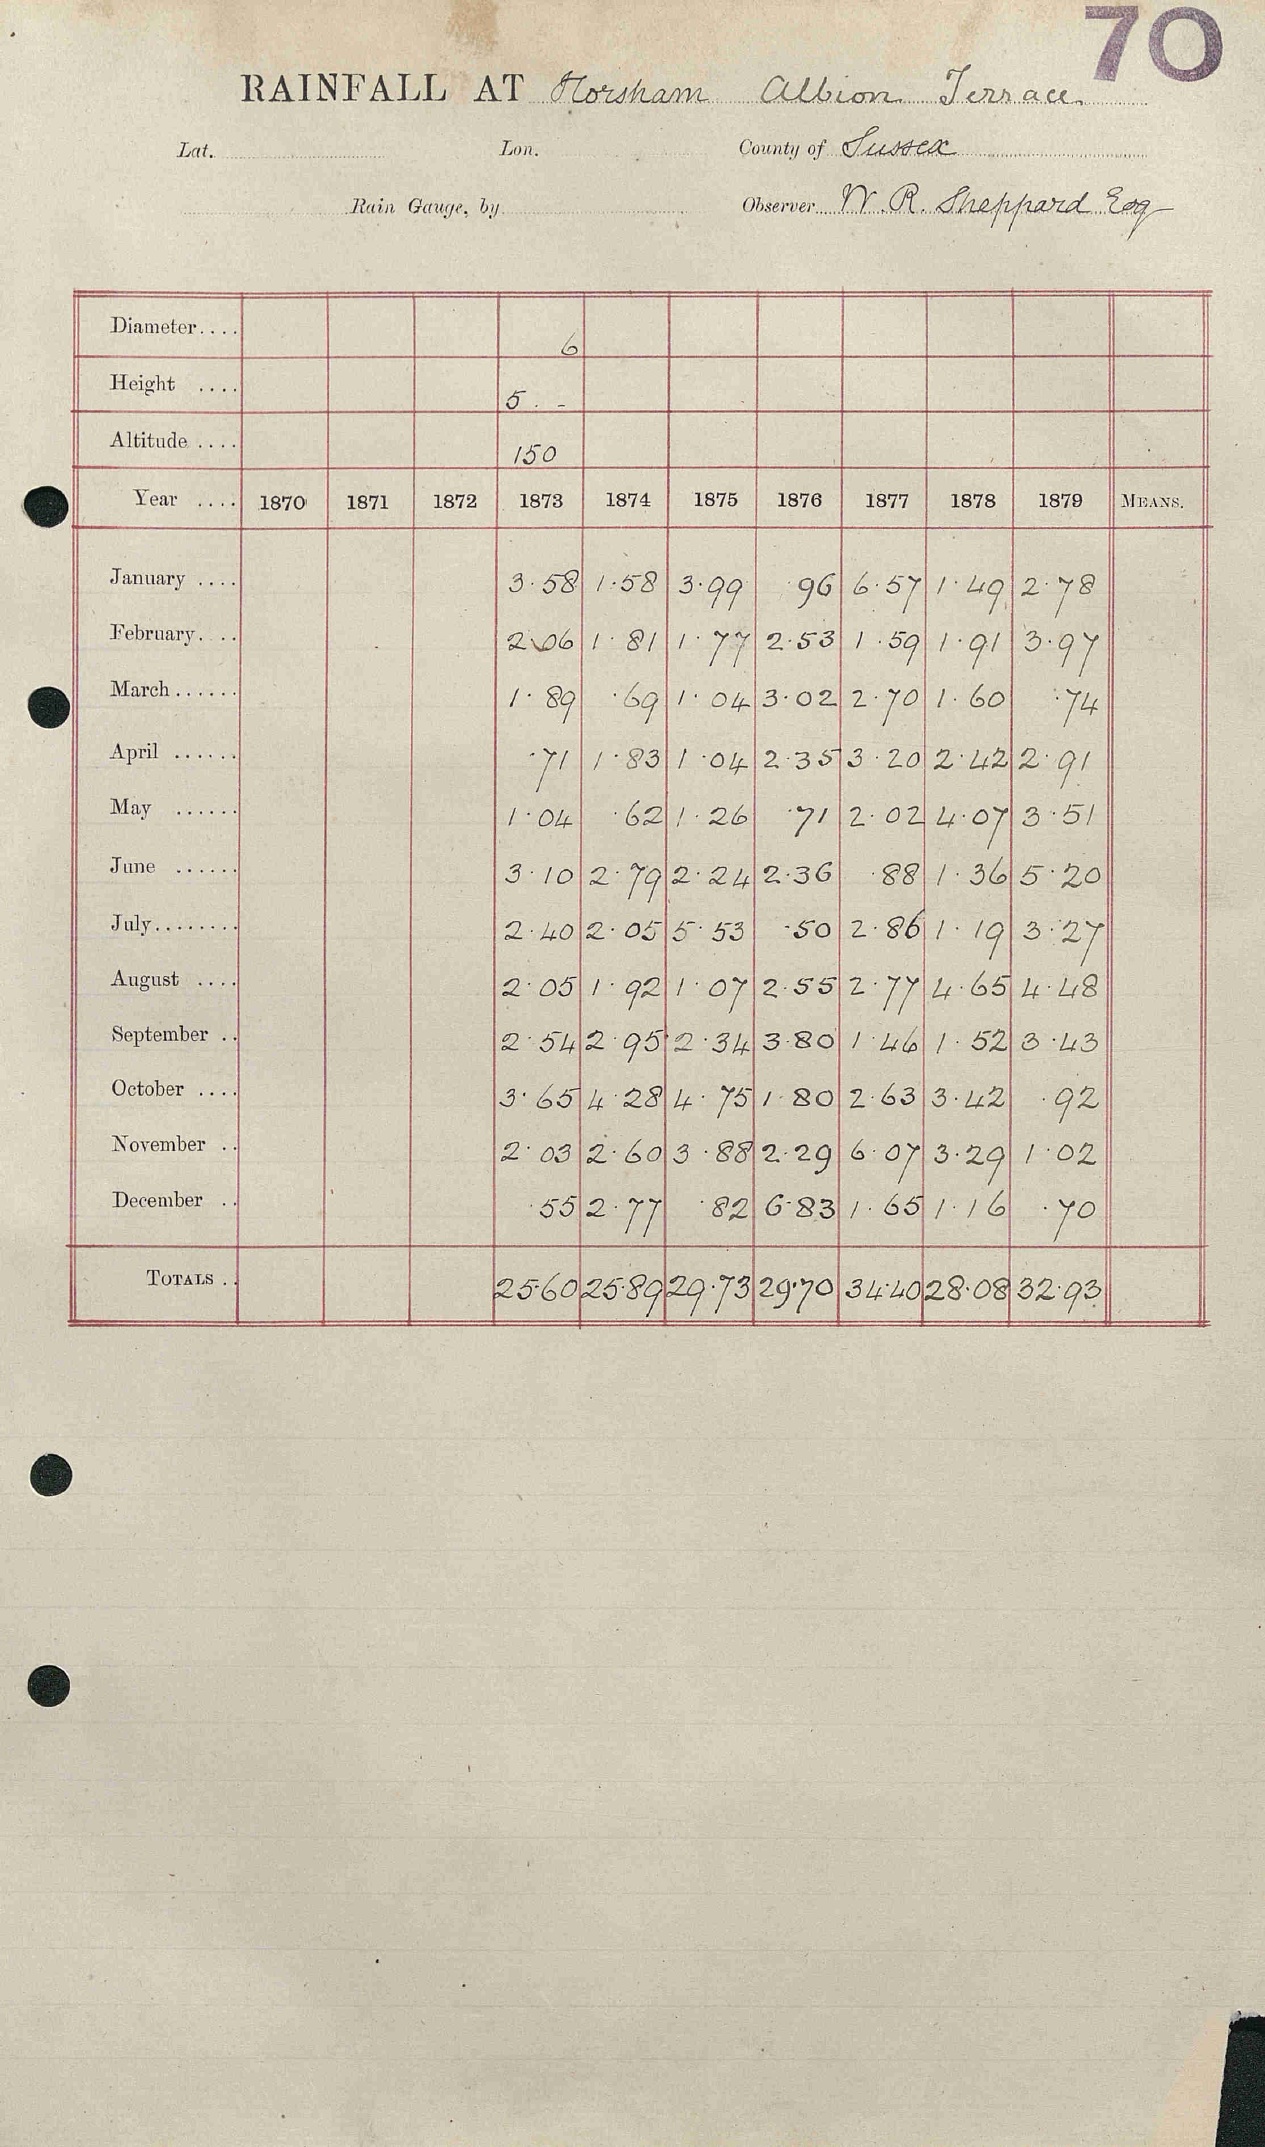 70
RAINFALL AT Horsham Albion Terrace.
Lat. Lon. County of Sussex
Rain Gauge, by Observer W. R. Sheppard Esq
Diameter.... 6
Height .... 5 . -
Altitude .... 150
Year .... 1870 1871 1872 1873 1874 1875 1876 1877 1878 1879 MEANS.
January .... 3·58 1·58 3·99 96 6·57 1·49 2·78
February.... 2·06 1·81 1·77 2·53 1·59 1·91 3·97
March ...... 1·89 ·69 1·04 3·02 2·70 1·60 ·74
April ...... ·71 1·83 1·04 2·35 3·20 2·42 2·91
May ...... 1·04 ·62 1·26 ·71 2·02 4·07 3·51
June ...... 3·10 2·79 2·24 2·36 ·88 1·36 5·20
July........ 2·40 2·05 5·53 ·50 2·86 1·19 3·27
August .... 2·05 1·92 1·07 2·55 2·77 4·65 4·48
September .. 2·54 2·95 2·34 3·80 1·46 1·52 3·43
October .... 3·65 4·28 4·75 1·80 2·63 3·42 ·92
November .. 2·03 2·60 3·88 2·29 6·07 3·29 1·02
December .. ·55 2·77 ·82 6·83 1·65 1·16 ·70
TOTALS .. 25·60 25·89 29·73 29·70 34·40 28·08 32·93